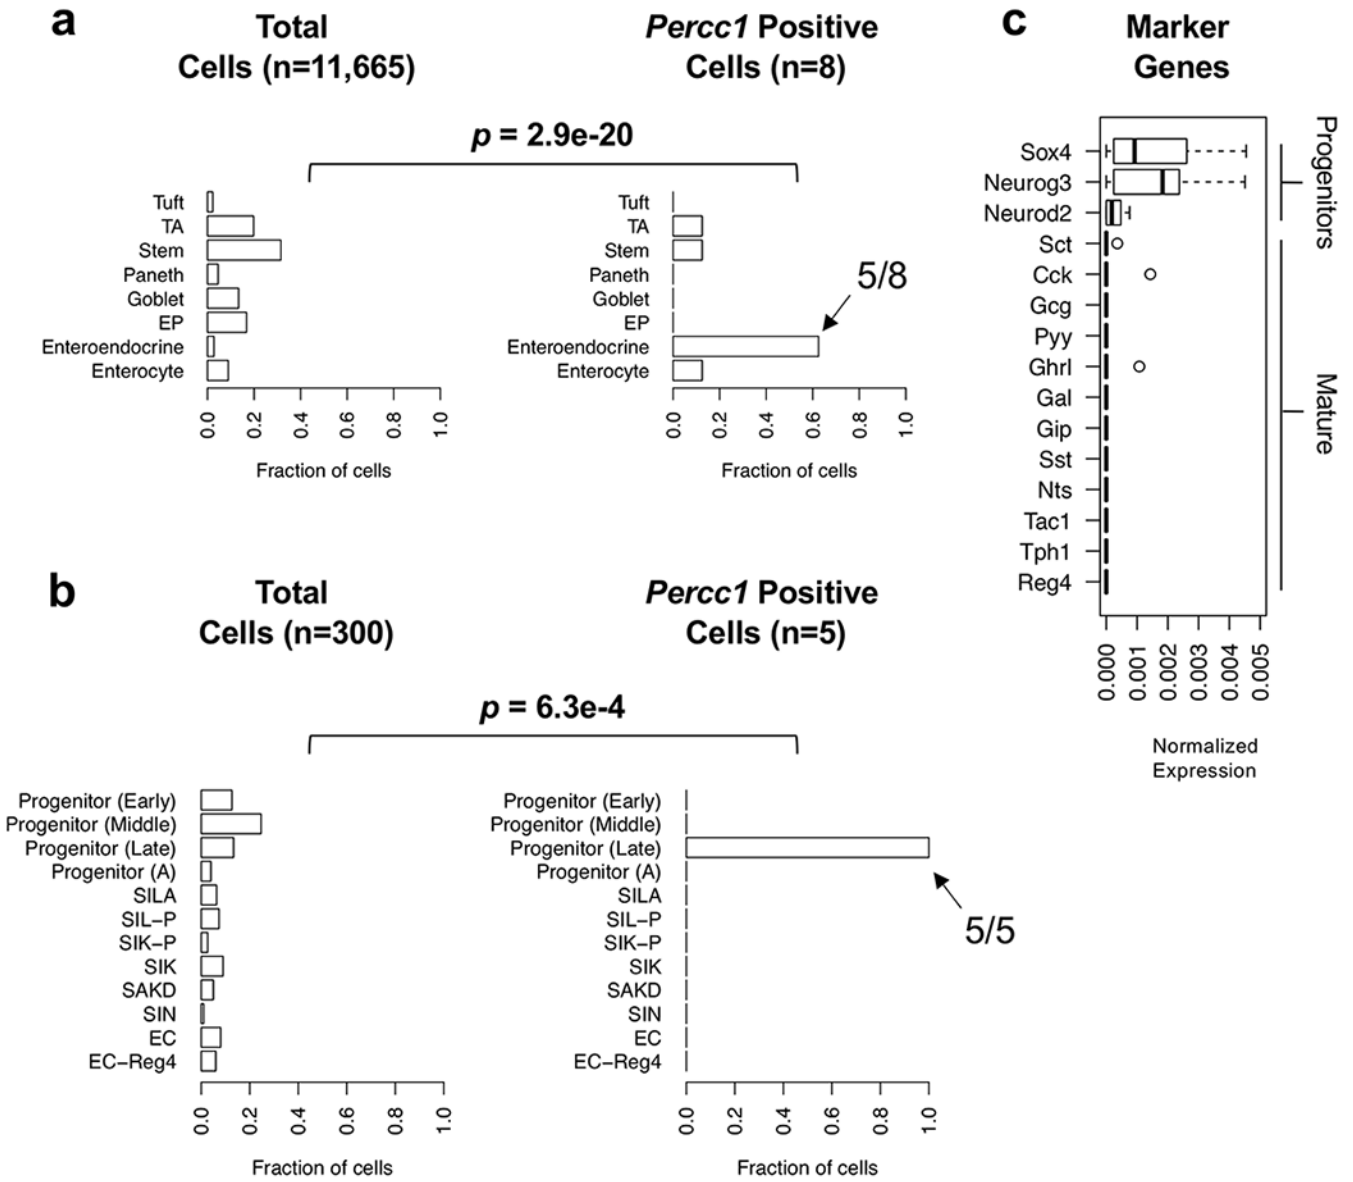 a
Total
Cells (n=11,665)
Percc1 Positive
Cells (n=8)
p = 2.9e-20
Tuft
TA
Stem
Paneth
Goblet
EP
Enteroendocrine
Enterocyte
0.0 0.2 0.4 0.6 0.8 1.0
Fraction of cells
Tuft
TA
Stem
Paneth
Goblet
EP
Enteroendocrine
Enterocyte
5/8
0.0 0.2 0.4 0.6 0.8 1.0
Fraction of cells
b
Total
Cells (n=300)
Percc1 Positive
Cells (n=5)
p = 6.3e-4
Progenitor (Early)
Progenitor (Middle)
Progenitor (Late)
Progenitor (A)
SILA
SIL–P
SIK–P
SIK
SAKD
SIN
EC
EC–Reg4
0.0 0.2 0.4 0.6 0.8 1.0
Fraction of cells
Progenitor (Early)
Progenitor (Middle)
Progenitor (Late)
Progenitor (A)
SILA
SIL–P
SIK–P
SIK
SAKD
SIN
EC
EC–Reg4
5/5
0.0 0.2 0.4 0.6 0.8 1.0
Fraction of cells
c
Marker
Genes
Sox4
Neurog3
Neurod2
Sct
Cck
Gcg
Pyy
Ghrl
Gal
Gip
Sst
Nts
Tac1
Tph1
Reg4
Progenitors
Mature
0.000 0.001 0.002 0.003 0.004 0.005
Normalized
Expression